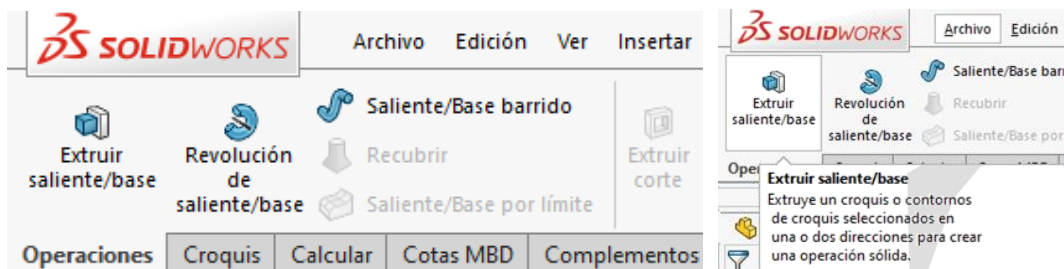 SOLIDWORKS Archivo Edición Ver Insertar
Extruir
saliente/base
Revolución
de
saliente/base
Saliente/Base barrido
Recubrir
Saliente/Base por límite
Extruir
corte
Operaciones Croquis Calcular Cotas MBD Complementos
SOLIDWORKS Archivo Edición
Extruir
saliente/base
Revolución
de
saliente/base
Saliente/Base barr
Recubrir
Saliente/Base por
Oper
Extruir saliente/base
Extruye un croquis o contornos
de croquis seleccionados en
una o dos direcciones para crear
una operación sólida.